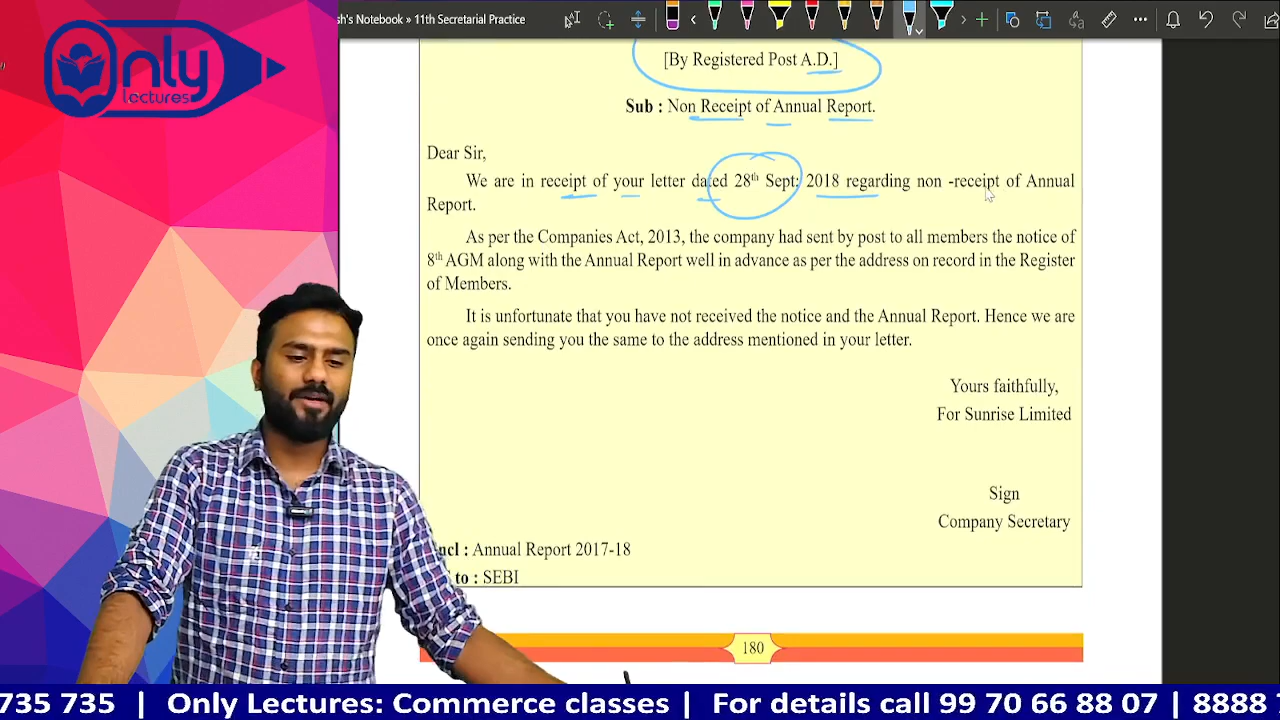 sh's Notebook » 11th Secretarial Practice
Only
lectures
[By Registered Post A.D.]
Sub : Non Receipt of Annual Report.
Dear Sir,
We are in receipt of your letter dated 28th Sept: 2018 regarding non -receipt of Annual
Report.
As per the Companies Act, 2013, the company had sent by post to all members the notice of
8th AGM along with the Annual Report well in advance as per the address on record in the Register
of Members.
It is unfortunate that you have not received the notice and the Annual Report. Hence we are
once again sending you the same to the address mentioned in your letter.
Yours faithfully,
For Sunrise Limited
Sign
Company Secretary
ncl : Annual Report 2017-18
to : SEBI
180
735 735 | Only Lectures: Commerce classes | For details call 99 70 66 88 07 | 8888